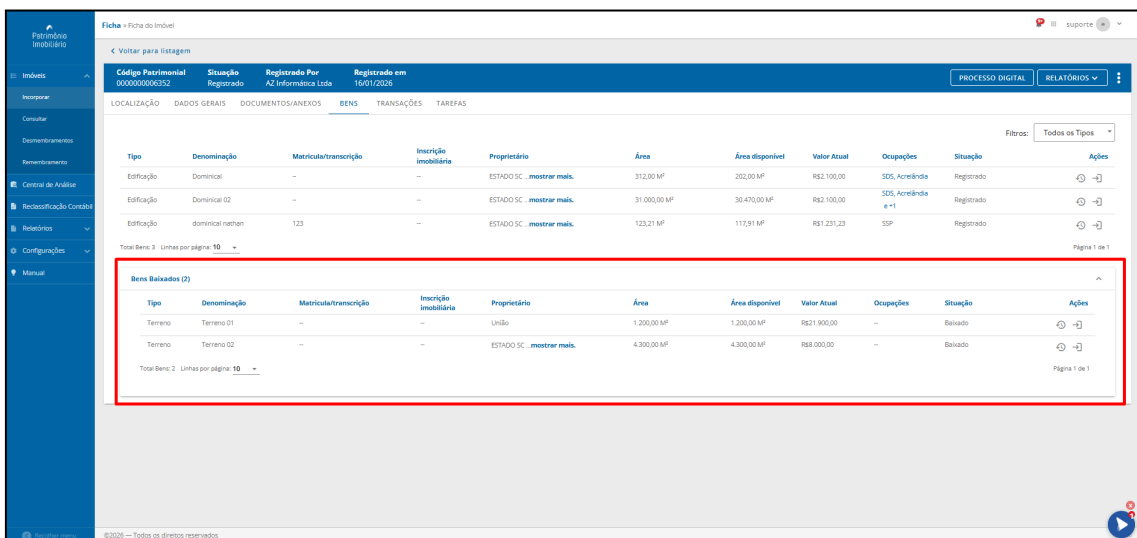 Patrimônio
Imobiliário
Ficha » Ficha do Imóvel
suporte
Voltar para listagem
Imóveis
Incorporar
Consultar
Desmembramentos
Remembramento
Central de Análise
Reclassificação Contábil
Relatórios
Configurações
Manual
Recolher menu
Código Patrimonial Situação Registrado Por Registrado em
0000000006352 Registrado AZ Informática Ltda 16/01/2026
PROCESSO DIGITAL RELATÓRIOS
LOCALIZAÇÃO DADOS GERAIS DOCUMENTOS/ANEXOS BENS TRANSAÇÕES TAREFAS
Filtros: Todos os Tipos
Tipo Denominação Matricula/transcrição Inscrição imobiliária Proprietário Área Área disponível Valor Atual Ocupações Situação Ações
Edificação Dominical -- -- ESTADO SC ...mostrar mais. 312,00 M² 202,00 M² R$2.100,00 SDS, Acrelândia Registrado
Edificação Dominical 02 -- -- ESTADO SC ...mostrar mais. 31.000,00 M² 30.470,00 M² R$2.100,00 SDS, Acrelândia e +1 Registrado
Edificação dominical nathan 123 -- ESTADO SC ...mostrar mais. 123,21 M² 117,91 M² R$1.231,23 SSP Registrado
Total Bens: 3 Linhas por página: 10 Página 1 de 1
Bens Baixados (2)
Tipo Denominação Matricula/transcrição Inscrição imobiliária Proprietário Área Área disponível Valor Atual Ocupações Situação Ações
Terreno Terreno 01 -- -- União 1.200,00 M² 1.200,00 M² R$21.900,00 -- Baixado
Terreno Terreno 02 -- -- ESTADO SC ...mostrar mais. 4.300,00 M² 4.300,00 M² R$8.000,00 -- Baixado
Total Bens: 2 Linhas por página: 10 Página 1 de 1
©2026 — Todos os direitos reservados